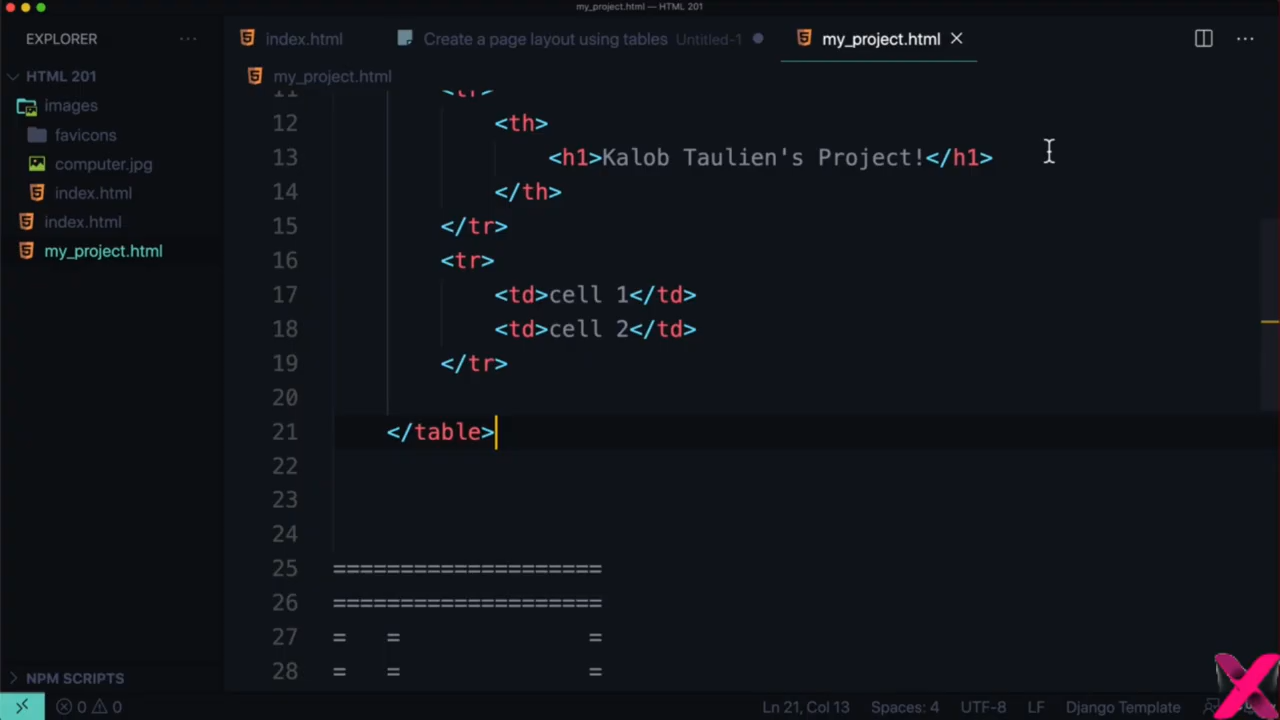 my_project.html — HTML 201
EXPLORER ...
index.html Create a page layout using tables Untitled-1 my_project.html
HTML 201
my_project.html
images
favicons
computer.jpg
index.html
index.html
my_project.html
11 <tr>
12 <th>
13 <h1>Kalob Taulien's Project!</h1>
14 </th>
15 </tr>
16 <tr>
17 <td>cell 1</td>
18 <td>cell 2</td>
19 </tr>
20
21 </table>
22
23
24
25 ====================
26 ====================
27 =   =              =
28 =   =              =
NPM SCRIPTS
0 0 Ln 21, Col 13 Spaces: 4 UTF-8 LF Django Template
X